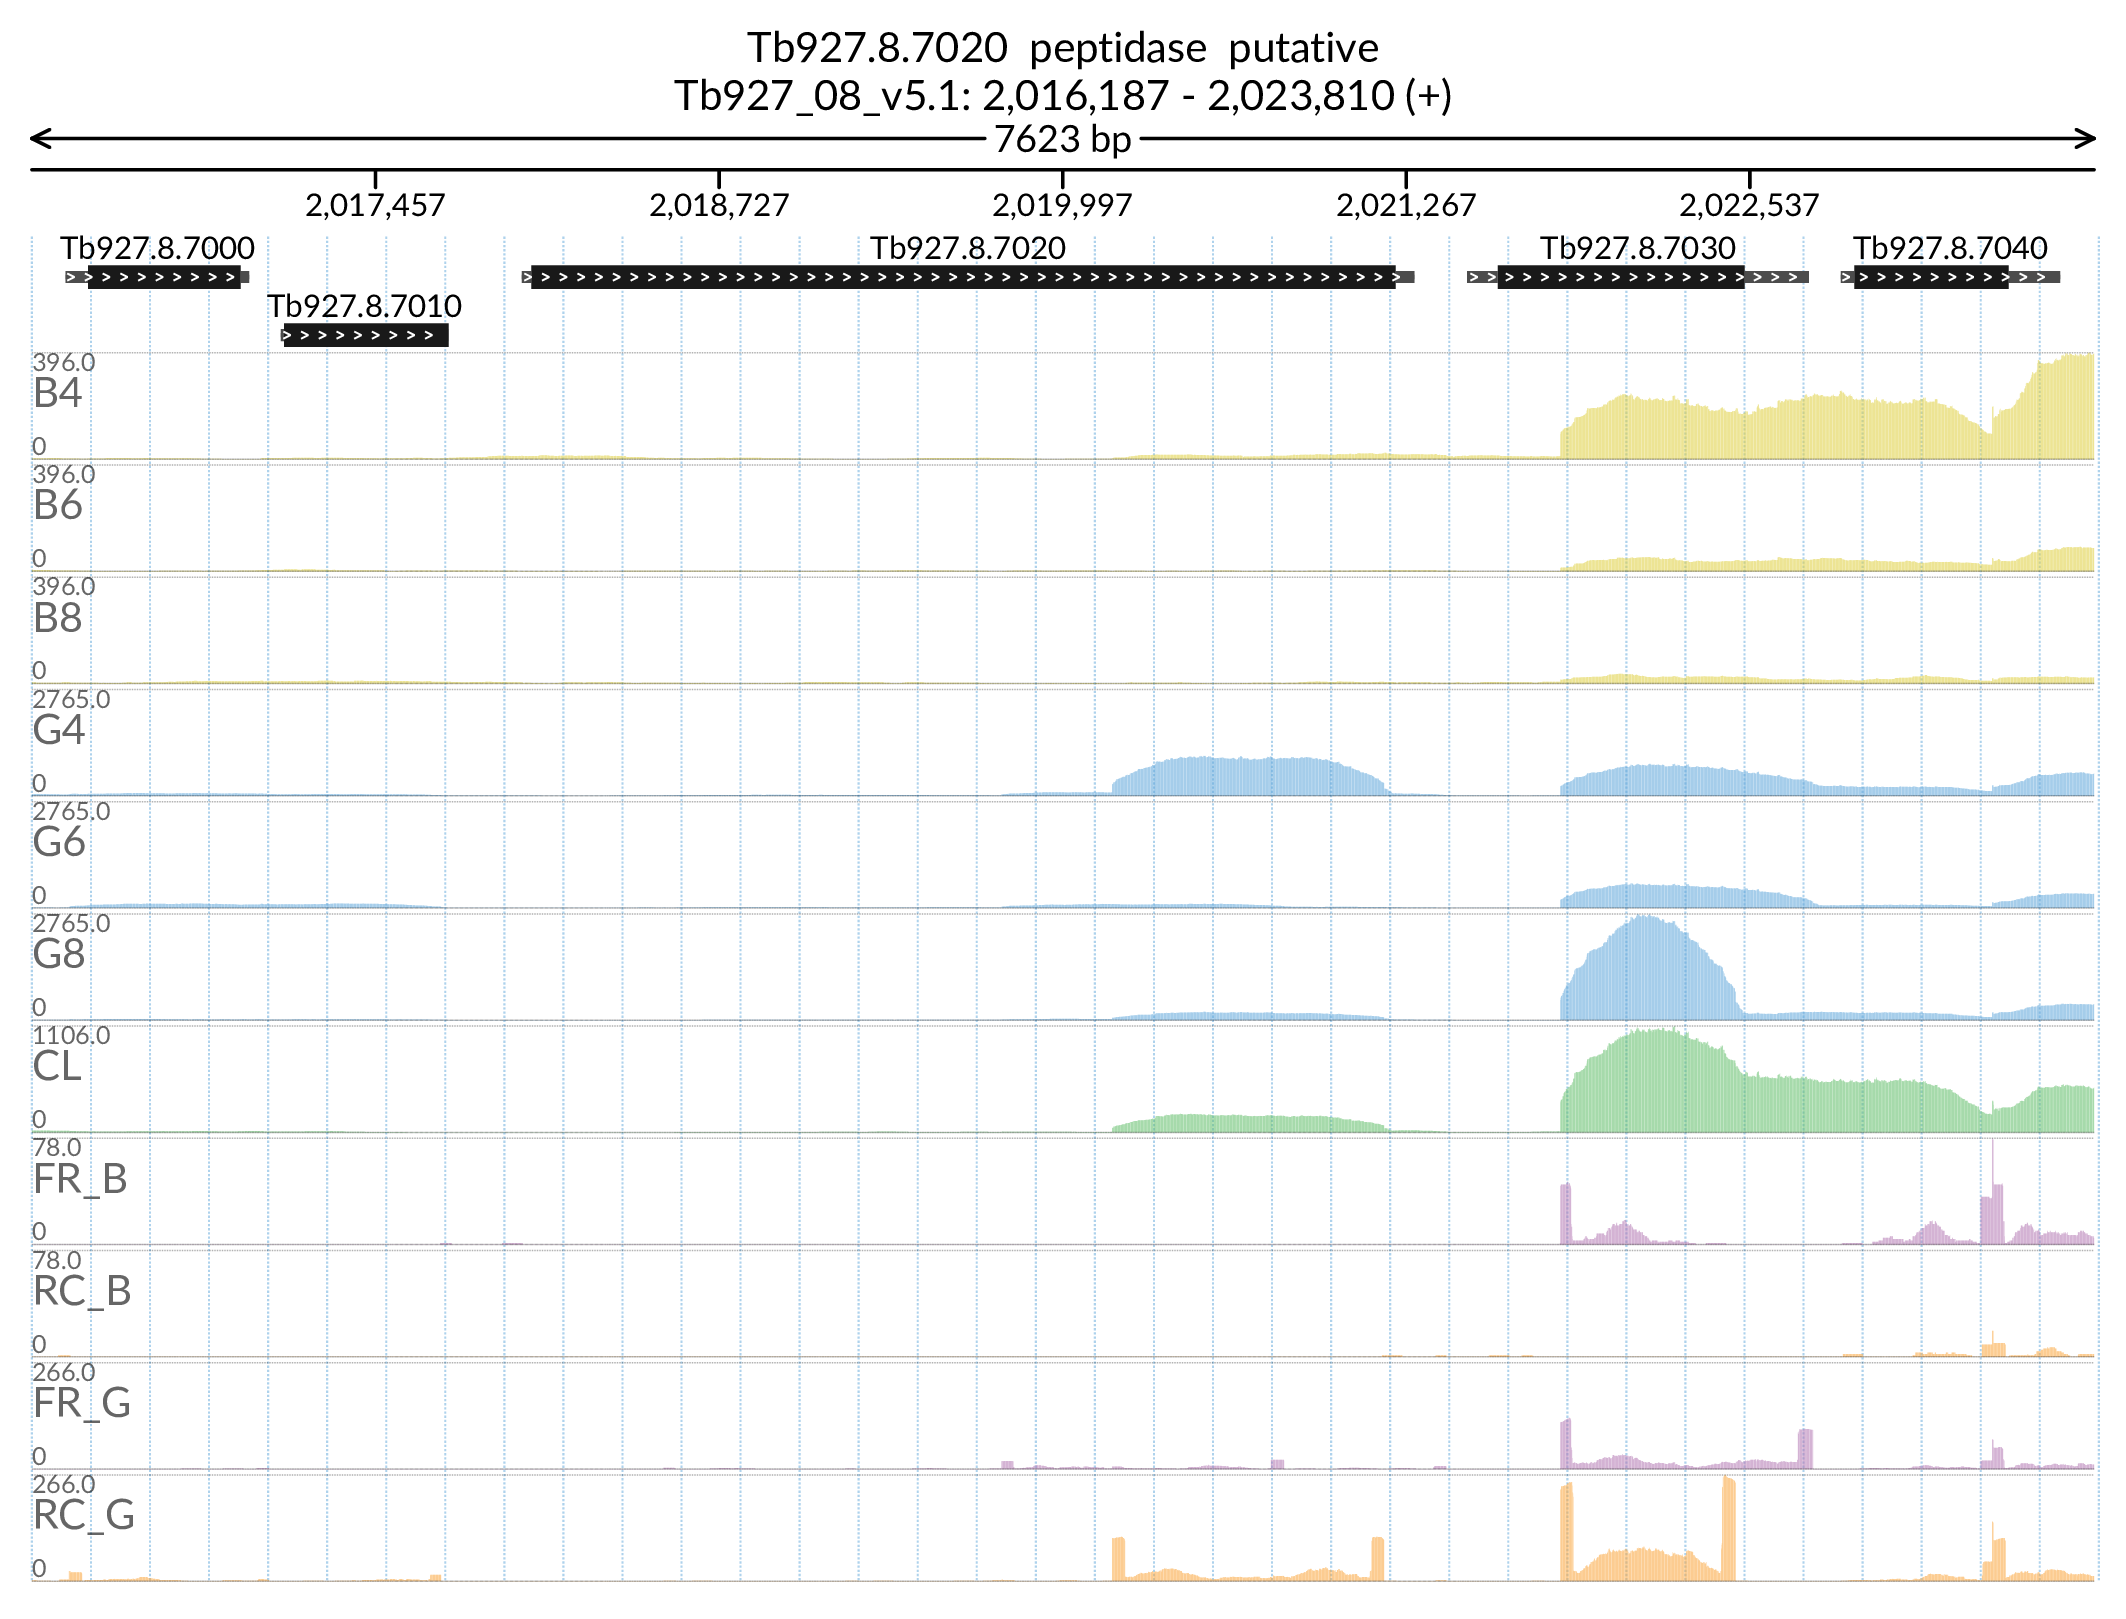 Tb927.8.7020 peptidase putative
Tb927_08_v5.1: 2,016,187 - 2,023,810 (+)
7623 bp
2,017,457 2,018,727 2,019,997 2,021,267 2,022,537
Tb927.8.7000 Tb927.8.7020 Tb927.8.7030 Tb927.8.7040
Tb927.8.7010
396.0
B4
0
396.0
B6
0
396.0
B8
0
2765.0
G4
0
2765.0
G6
0
2765.0
G8
0
1106.0
CL
0
78.0
FR_B
0
78.0
RC_B
0
266.0
FR_G
0
266.0
RC_G
0